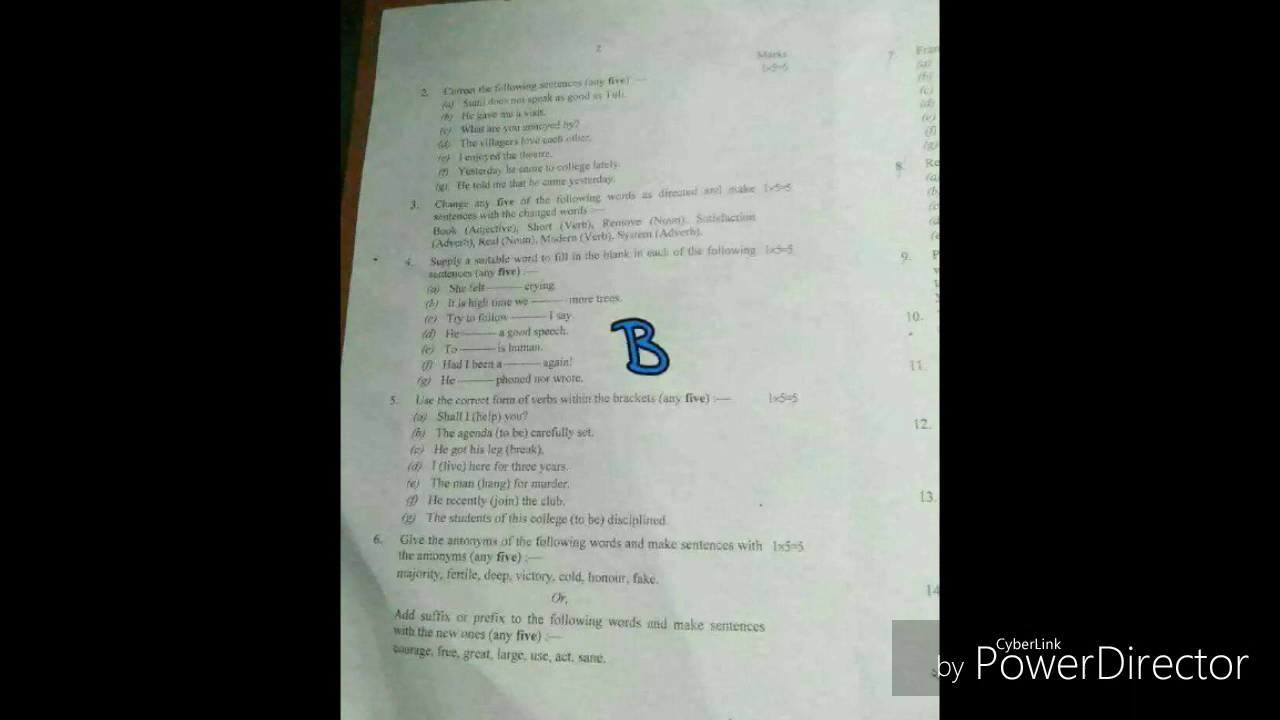 2
Marks
2. Correct the following sentences (any five) :— 1×5=5
(a) Sunil does not speak as good as Tuli.
(b) He gave me a visit.
(c) What are you annoyed by?
(d) The villagers love each other.
(e) I enjoyed the theatre.
(f) Yesterday he came to college lately.
(g) He told me that he came yesterday.
3. Change any five of the following words as directed and make 1×5=5
sentences with the changed words :—
Book (Adjective), Short (Verb), Remove (Noun), Satisfaction
(Adverb), Real (Noun), Modern (Verb), System (Adverb).
4. Supply a suitable word to fill in the blank in each of the following 1×5=5
sentences (any five) :—
(a) She felt —— crying.
(b) It is high time we —— more trees.
(c) Try to follow —— I say.
(d) He —— a good speech.
(e) To —— is human.
(f) Had I been a —— again!
(g) He —— phoned nor wrote.
B
5. Use the correct form of verbs within the brackets (any five) :— 1×5=5
(a) Shall I (help) you?
(b) The agenda (to be) carefully set.
(c) He got his leg (break).
(d) I (live) here for three years.
(e) The man (hang) for murder.
(f) He recently (join) the club.
(g) The students of this college (to be) disciplined.
6. Give the antonyms of the following words and make sentences with 1×5=5
the antonyms (any five) :—
majority, fertile, deep, victory, cold, honour, fake.
Or,
Add suffix or prefix to the following words and make sentences
with the new ones (any five) :—
courage, free, great, large, use, act, sane.
7.
(a)
(b)
(c)
(d)
(e)
(f)
(g)
8. Re
(a)
(b)
(c)
(d)
(e)
9. P
10.
11.
12.
13.
14
CyberLink
by PowerDirector